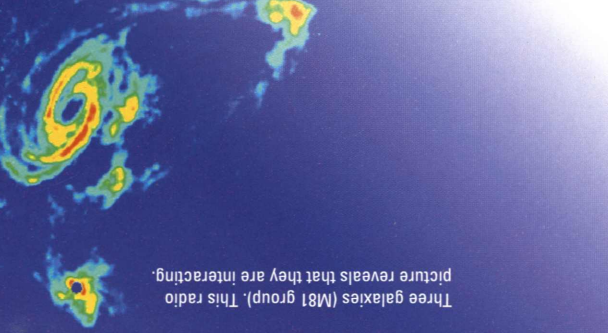 Three galaxies (M81 group). This radio
picture reveals that they are interacting.